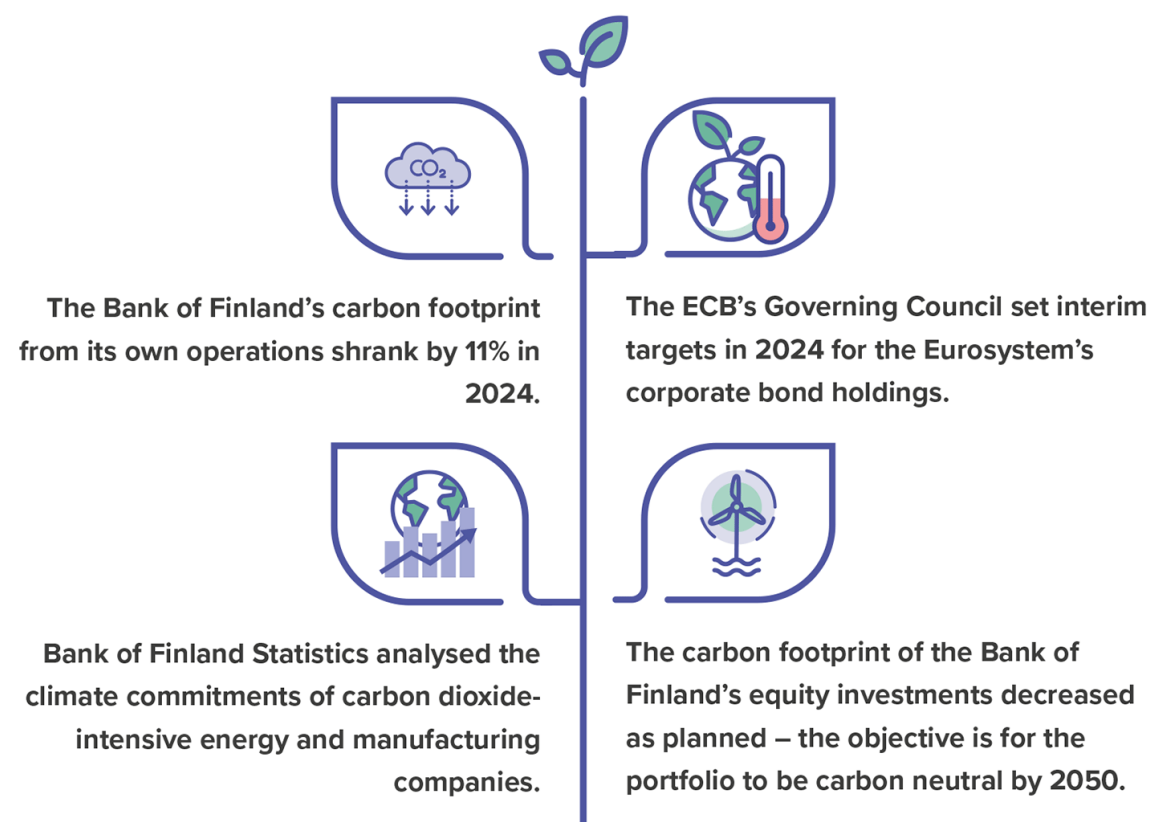 CO₂
The Bank of Finland’s carbon footprint
from its own operations shrank by 11% in
2024.
The ECB’s Governing Council set interim
targets in 2024 for the Eurosystem’s
corporate bond holdings.
Bank of Finland Statistics analysed the
climate commitments of carbon dioxide-
intensive energy and manufacturing
companies.
The carbon footprint of the Bank of
Finland’s equity investments decreased
as planned – the objective is for the
portfolio to be carbon neutral by 2050.